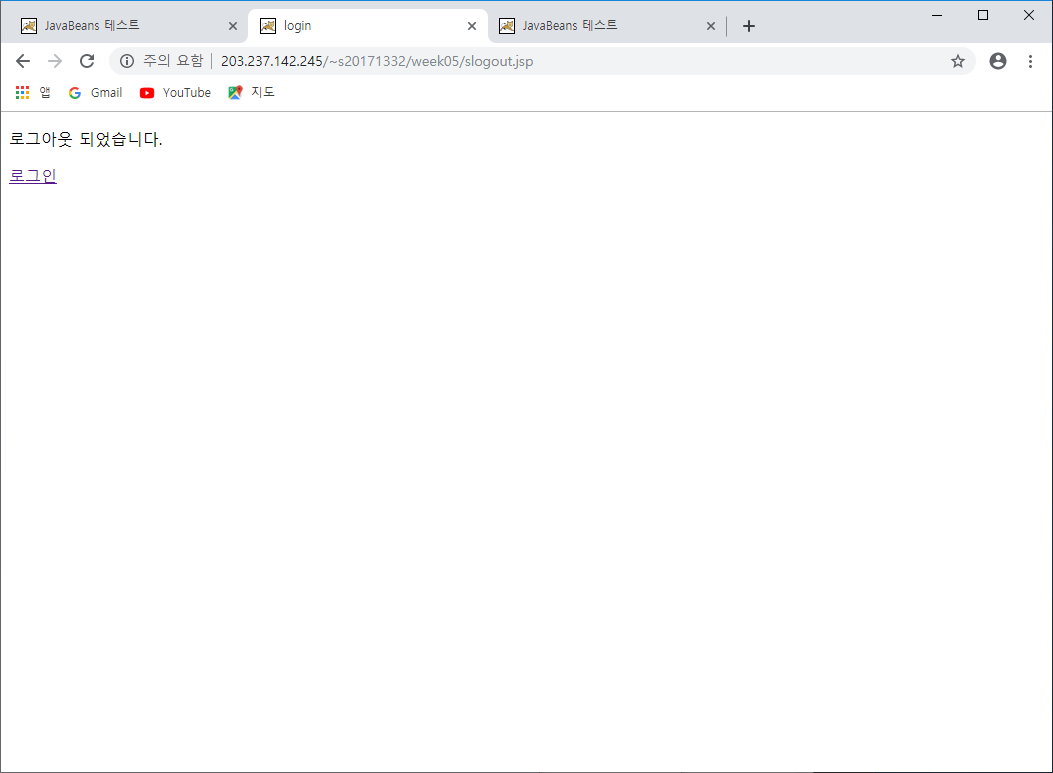 JavaBeans 테스트 login JavaBeans 테스트
주의 요함 203.237.142.245/~s20171332/week05/slogout.jsp
앱 Gmail YouTube 지도
로그아웃 되었습니다.
로그인